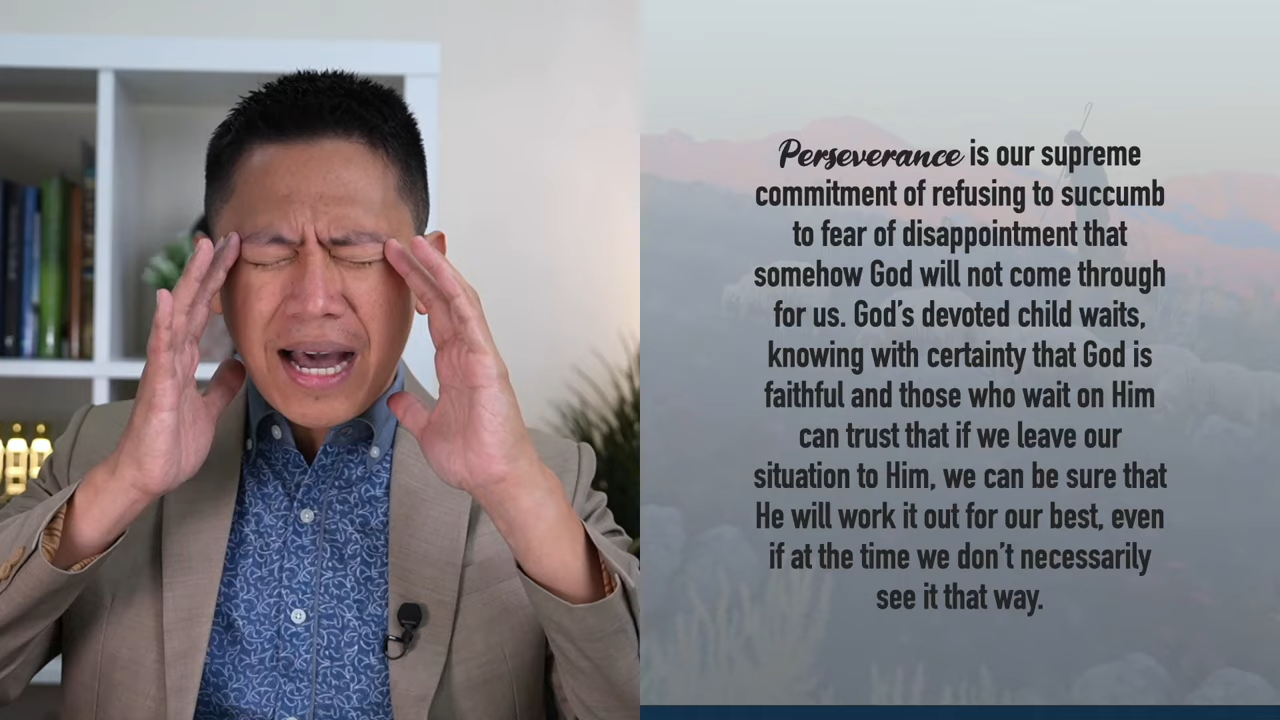 Perseverance is our supreme
commitment of refusing to succumb
to fear of disappointment that
somehow God will not come through
for us. God’s devoted child waits,
knowing with certainty that God is
faithful and those who wait on Him
can trust that if we leave our
situation to Him, we can be sure that
He will work it out for our best, even
if at the time we don’t necessarily
see it that way.